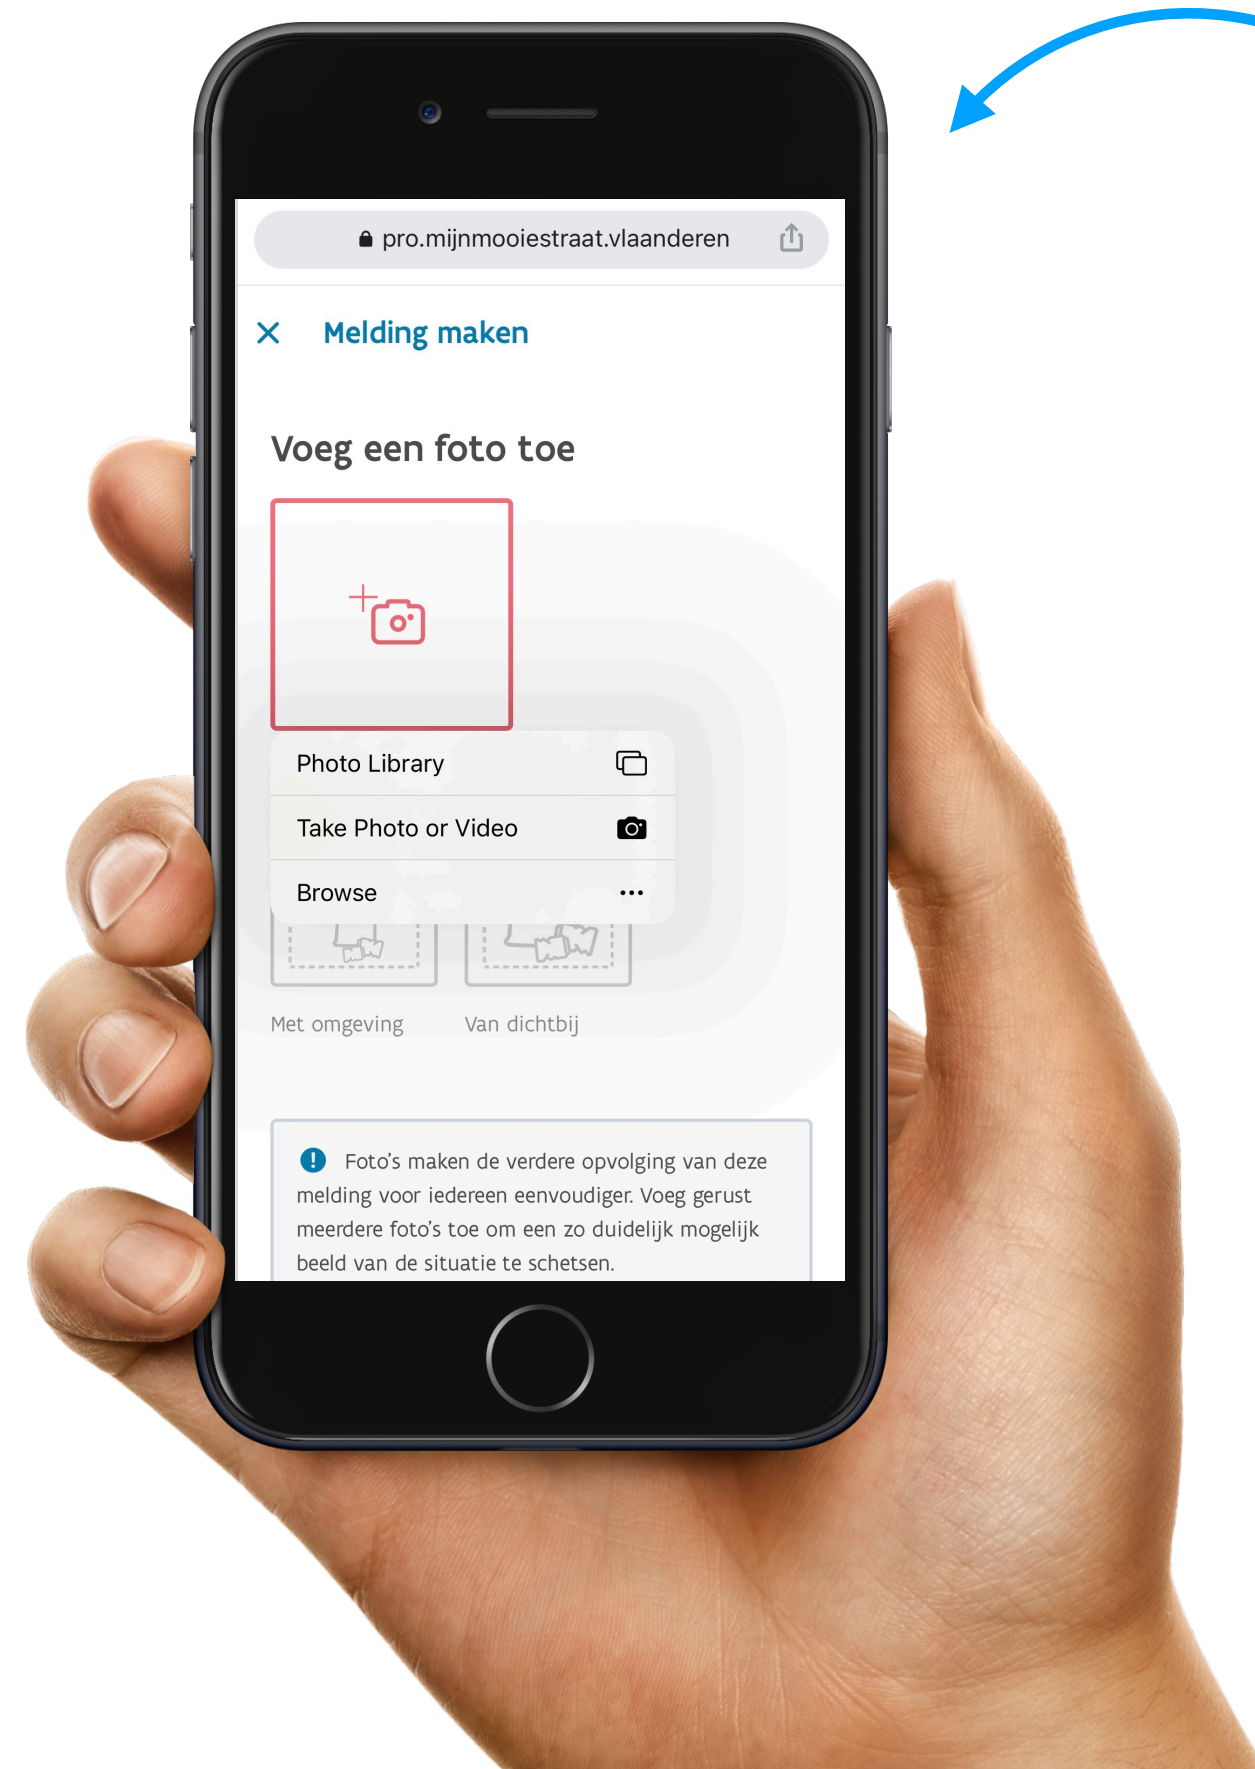 pro.mijnmooiestraat.vlaanderen
Melding maken
Voeg een foto toe
Photo Library
Take Photo or Video
Browse
Met omgeving
Van dichtbij
Foto's maken de verdere opvolging van deze
melding voor iedereen eenvoudiger. Voeg gerust
meerdere foto's toe om een zo duidelijk mogelijk
beeld van de situatie te schetsen.